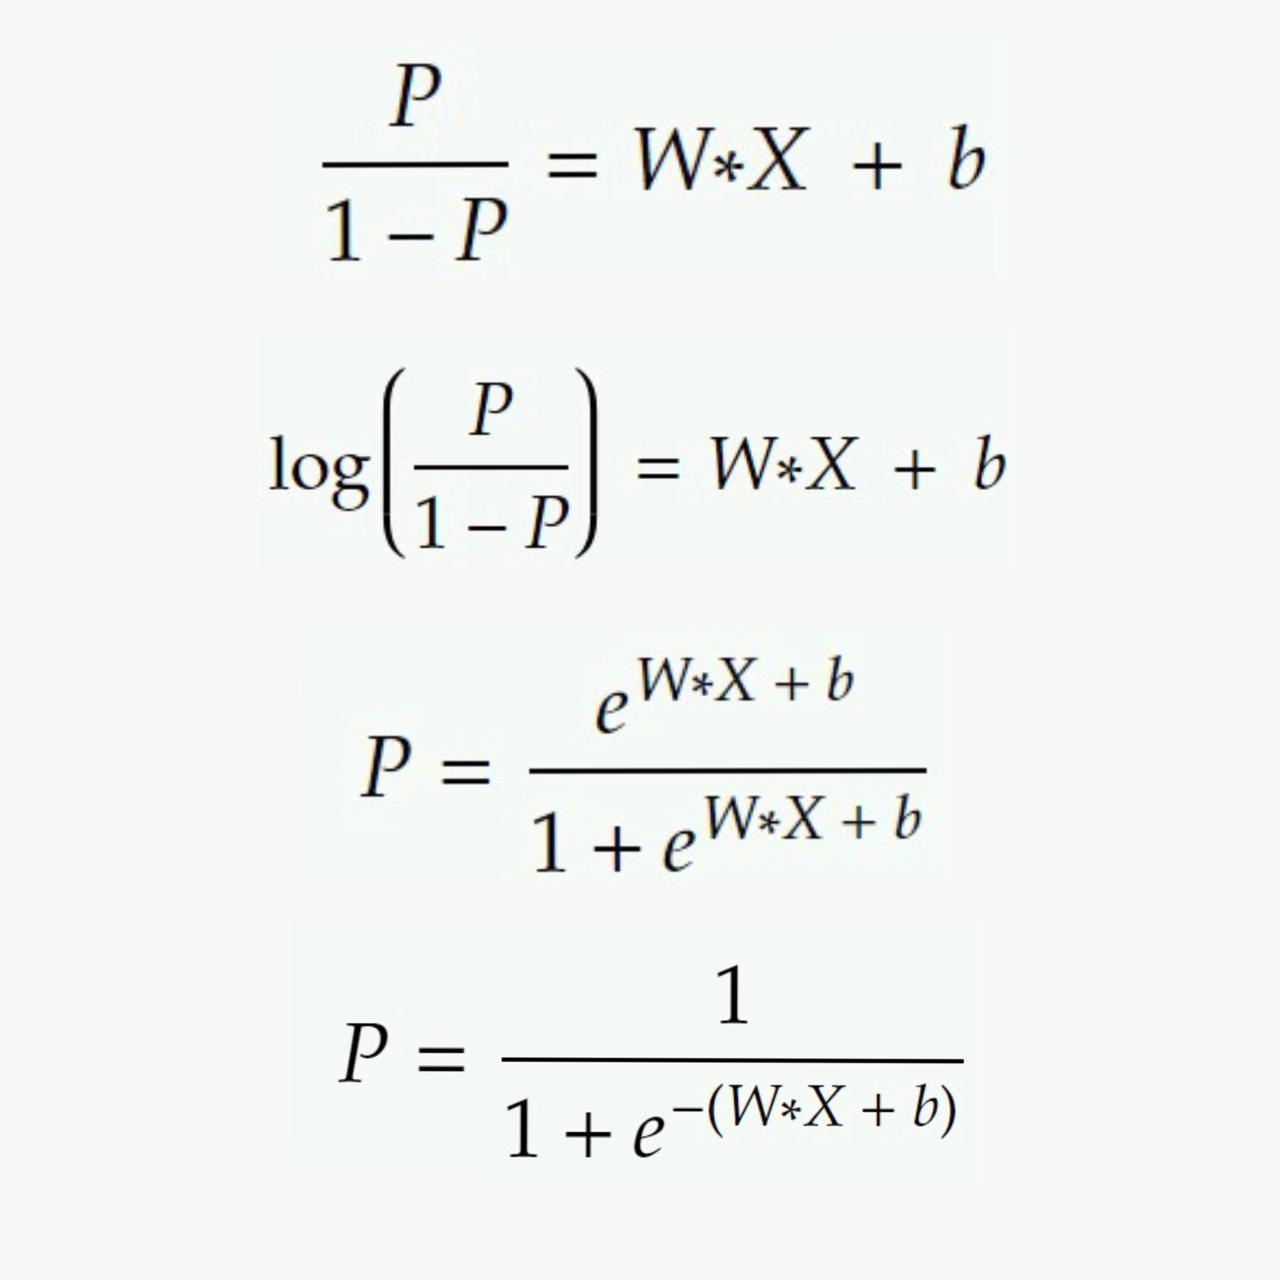 P / (1 − P) = W*X + b
log(P / (1 − P)) = W*X + b
P = e^(W*X + b) / (1 + e^(W*X + b))
P = 1 / (1 + e^(−(W*X + b)))